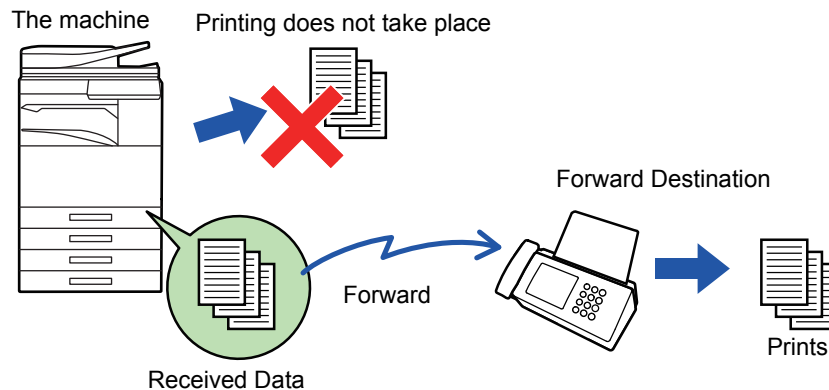 The machine
Printing does not take place
Forward Destination
Forward
Prints
Received Data